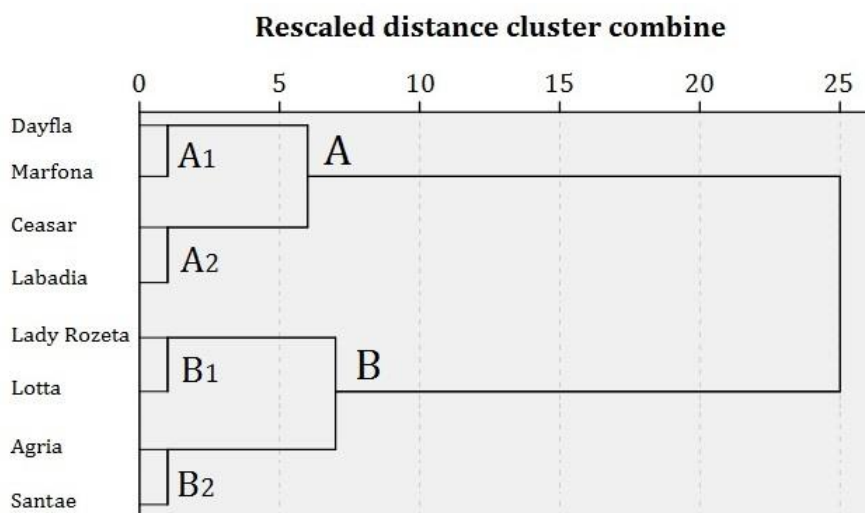 Rescaled distance cluster combine
0 5 10 15 20 25
Dayfla
A1
A
Marfona
Ceasar
A2
Labadia
Lady Rozeta
B1
B
Lotta
Agria
B2
Santae